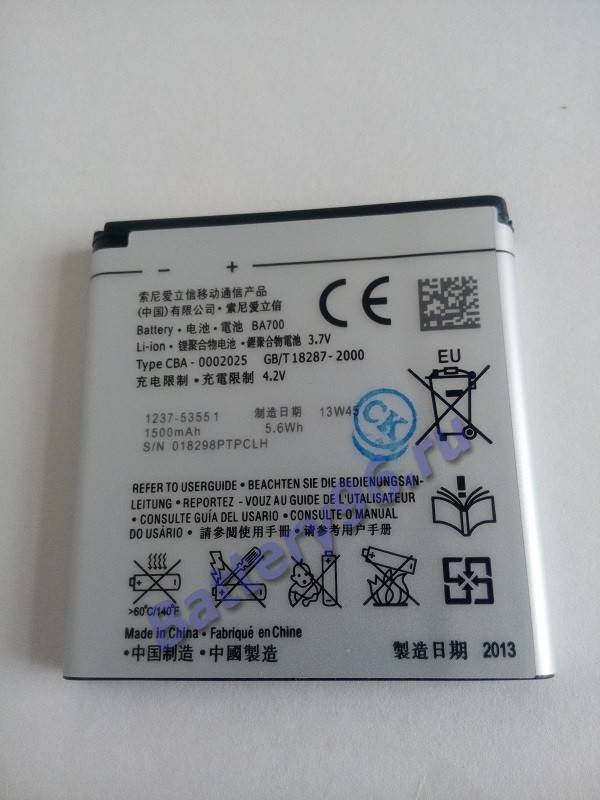 − +
索尼爱立信移动通信产品
(中国)有限公司・索尼爱立信
Battery・电池・電池 BA700
Li-ion・锂聚合物电池・鋰聚合物電池 3.7V
Type CBA - 0002025 GB/T 18287-2000
充电限制・充電限制 4.2V
CE
EU
1237-53551 制造日期 13W45
1500mAh 5.6Wh
S/N 018298PTPCLH
CK
REFER TO USERGUIDE・BEACHTEN SIE DIE BEDIENUNGSAN-
LEITUNG・REPORTEZ - VOUZ AU GUIDE DE L'UTILISATEUR
・CONSULTE GUÍA DEL USARIO・CONSULTE O MANUAL
DO USÁRIO・請參閱使用手冊・请参考用户手册
>60°C/140°F
Made in China・Fabriqué en Chine
・中国制造・中國製造
製造日期 2013
Battery96.ru